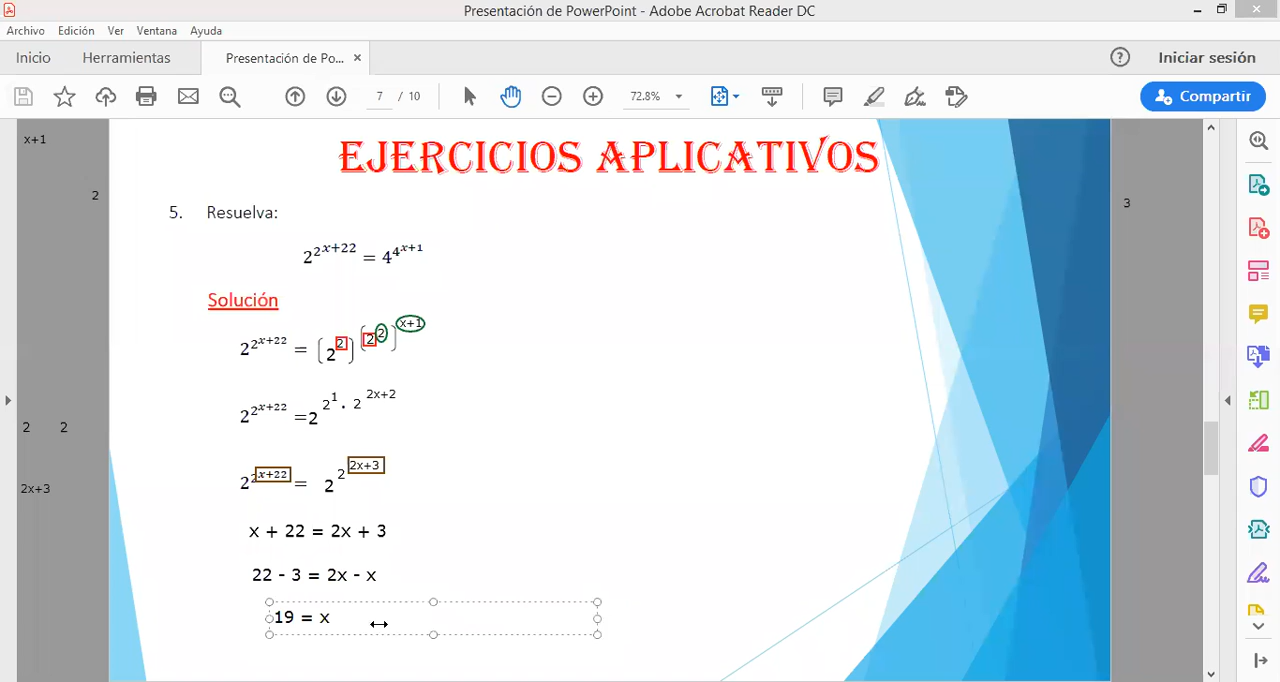 Presentación de PowerPoint - Adobe Acrobat Reader DC
Archivo Edición Ver Ventana Ayuda
Inicio Herramientas Presentación de Po... × ? Iniciar sesión
7 / 10 72.8% Compartir
x+1
2
3
EJERCICIOS APLICATIVOS
5. Resuelva:
2^2^x+22 = 4^4^x+1
Solución
2^2^x+22 = (2^2)^(2^2)^x+1
2^2^x+22 = 2^2^1 · 2^2x+2
2 2
2^2^x+22 = 2^2^2x+3
2x+3
x + 22 = 2x + 3
22 - 3 = 2x - x
19 = x